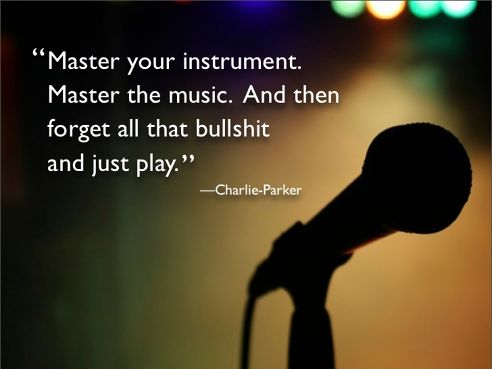 “Master your instrument.
Master the music. And then
forget all that bullshit
and just play.”
—Charlie-Parker